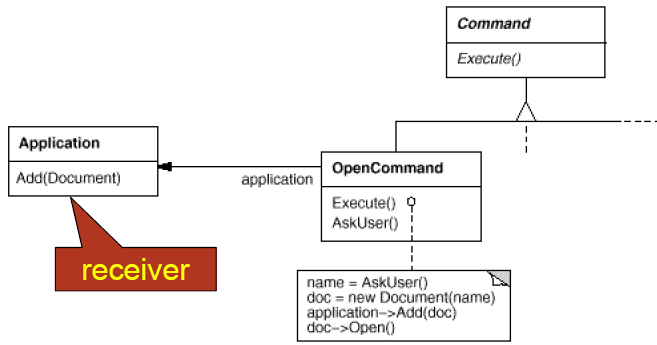 Command
Execute()
Application
Add(Document)
application
OpenCommand
Execute()
AskUser()
receiver
name = AskUser()
doc = new Document(name)
application->Add(doc)
doc->Open()